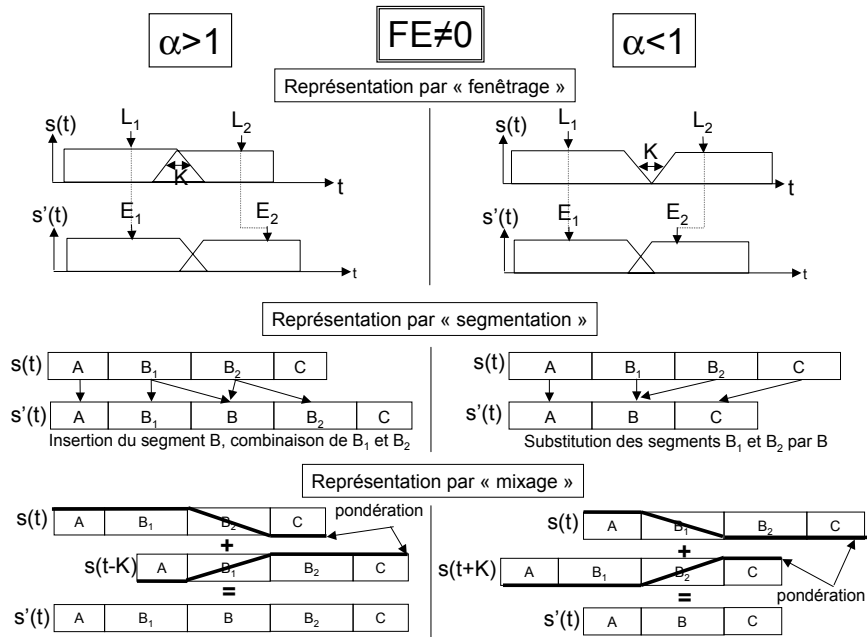 α>1
FE≠0
α<1
Représentation par « fenêtrage »
s(t) L₁ L₂ K t
s'(t) E₁ E₂ t
s(t) L₁ L₂ K t
s'(t) E₁ E₂ t
Représentation par « segmentation »
s(t) A B₁ B₂ C
s'(t) A B₁ B B₂ C
Insertion du segment B, combinaison de B₁ et B₂
s(t) A B₁ B₂ C
s'(t) A B C
Substitution des segments B₁ et B₂ par B
Représentation par « mixage »
pondération
s(t) A B₁ B₂ C
+
s(t-K) A B₁ B₂ C
=
s'(t) A B₁ B B₂ C
s(t) A B₁ B₂ C
+
s(t+K) A B₁ B₂ C
pondération
=
s'(t) A B C